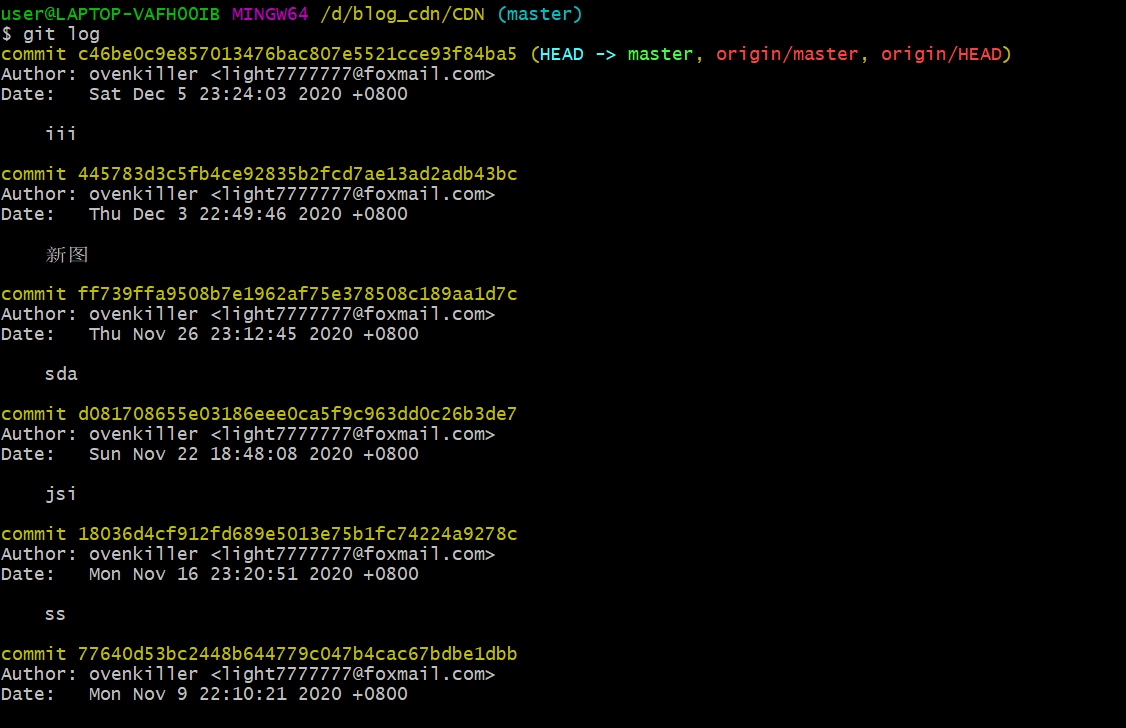 user@LAPTOP-VAFH00IB MINGW64 /d/blog_cdn/CDN (master)
$ git log
commit c46be0c9e857013476bac807e5521cce93f84ba5 (HEAD -> master, origin/master, origin/HEAD)
Author: ovenkiller <light7777777@foxmail.com>
Date:   Sat Dec 5 23:24:03 2020 +0800
iii
commit 445783d3c5fb4ce92835b2fcd7ae13ad2adb43bc
Author: ovenkiller <light7777777@foxmail.com>
Date:   Thu Dec 3 22:49:46 2020 +0800
新图
commit ff739ffa9508b7e1962af75e378508c189aa1d7c
Author: ovenkiller <light7777777@foxmail.com>
Date:   Thu Nov 26 23:12:45 2020 +0800
sda
commit d081708655e03186eee0ca5f9c963dd0c26b3de7
Author: ovenkiller <light7777777@foxmail.com>
Date:   Sun Nov 22 18:48:08 2020 +0800
jsi
commit 18036d4cf912fd689e5013e75b1fc74224a9278c
Author: ovenkiller <light7777777@foxmail.com>
Date:   Mon Nov 16 23:20:51 2020 +0800
ss
commit 77640d53bc2448b644779c047b4cac67bdbe1dbb
Author: ovenkiller <light7777777@foxmail.com>
Date:   Mon Nov 9 22:10:21 2020 +0800